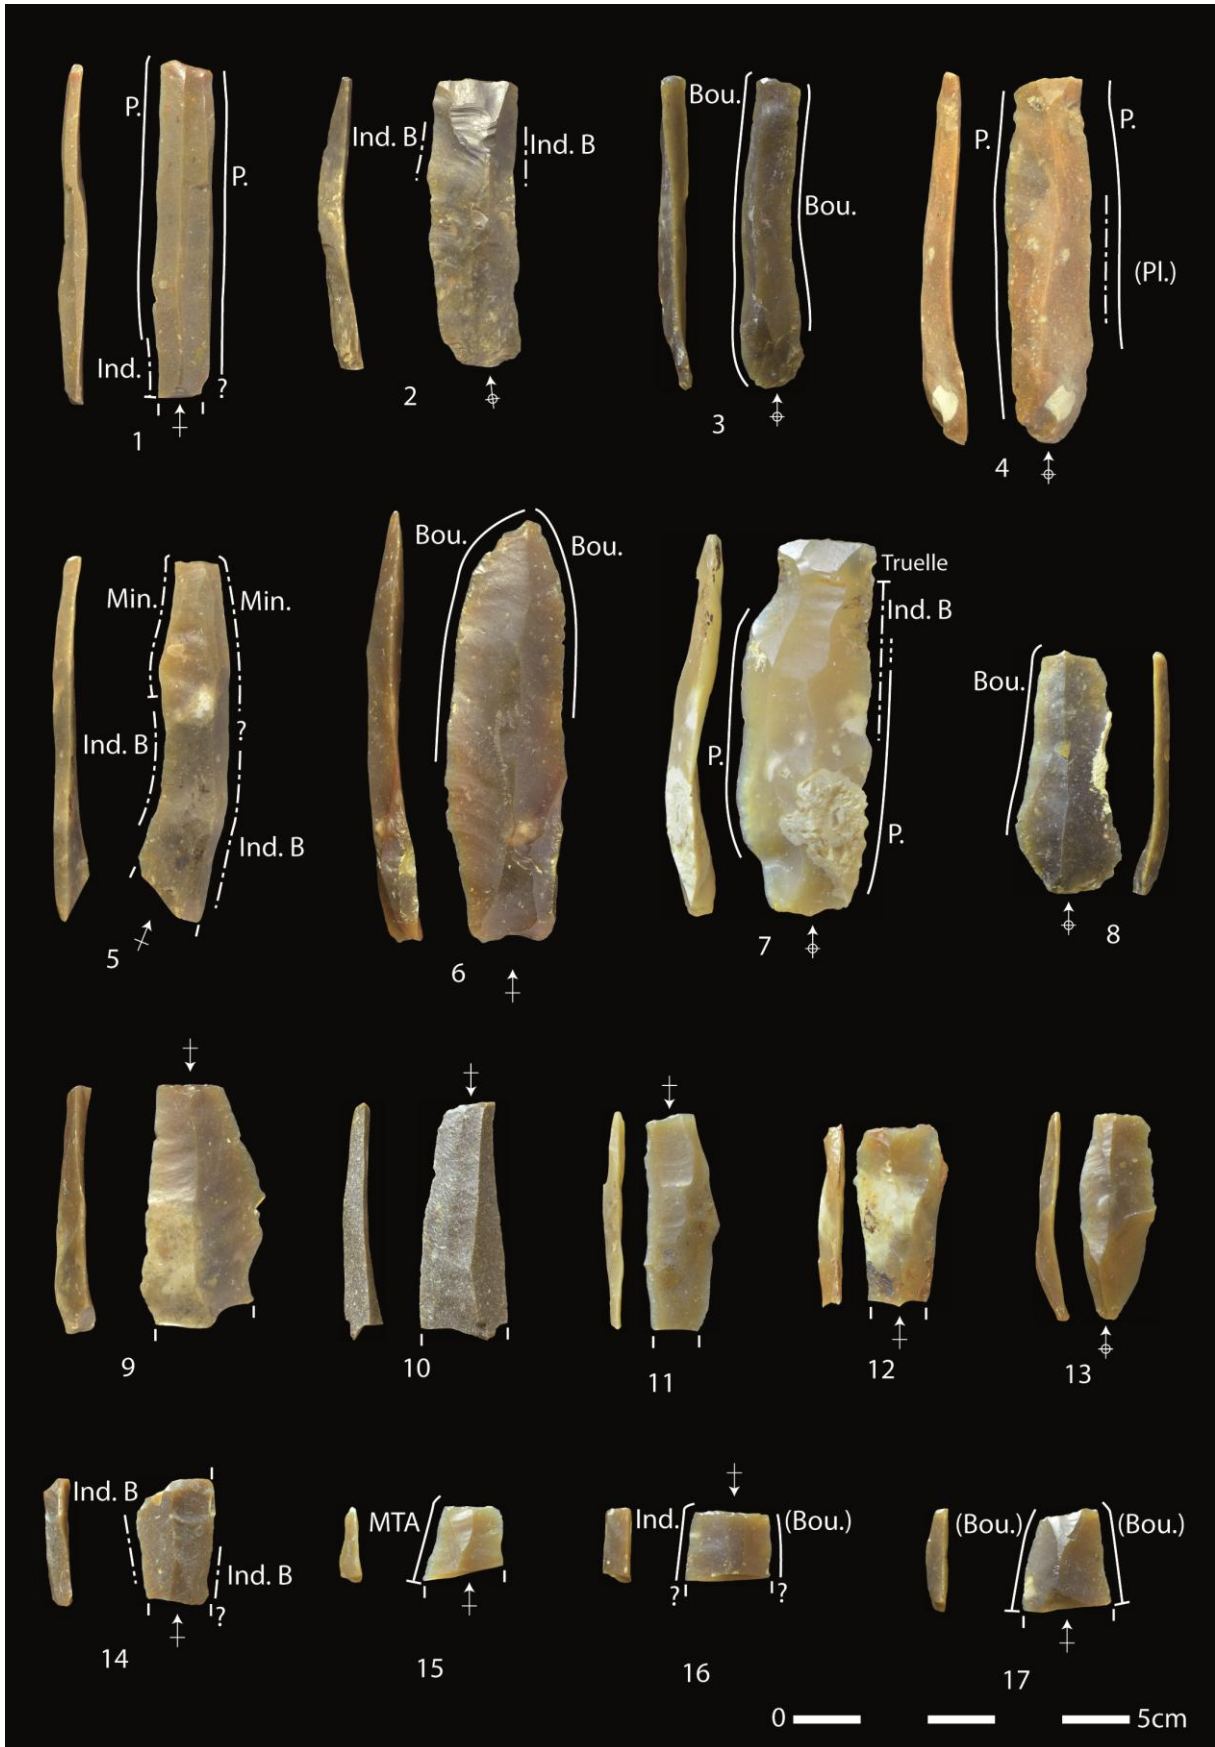 P.
P.
Ind.
?
1
Ind. B
Ind. B
2
Bou.
Bou.
3
P.
P.
(Pl.)
4
Min.
Min.
Ind. B
?
Ind. B
5
Bou.
Bou.
6
Truelle
Ind. B
P.
P.
7
Bou.
8
9
10
11
12
13
Ind. B
Ind. B
?
14
MTA
15
Ind.
(Bou.)
?
?
16
(Bou.)
(Bou.)
17
0
5cm